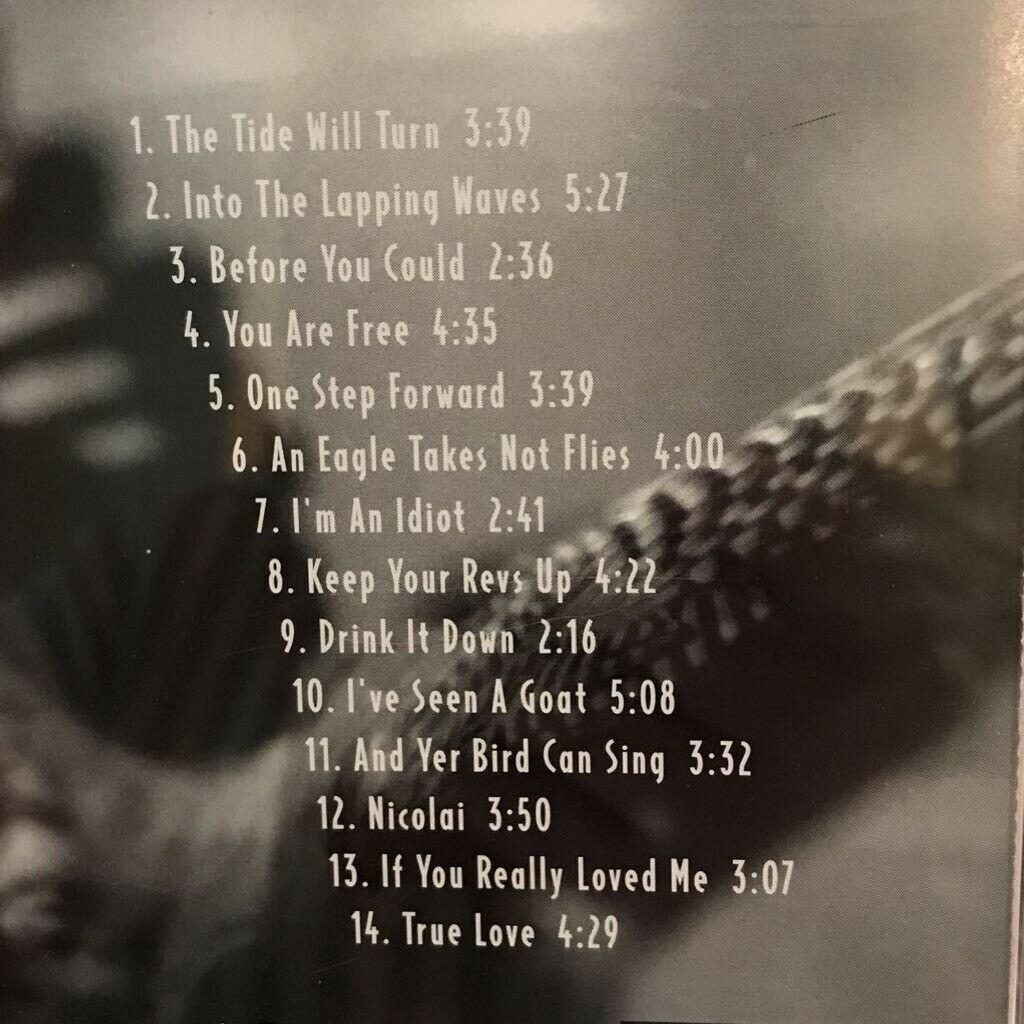 1. The Tide Will Turn 3:39
2. Into The Lapping Waves 5:27
3. Before You Could 2:36
4. You Are Free 4:35
5. One Step Forward 3:39
6. An Eagle Takes Not Flies 4:00
7. I'm An Idiot 2:41
8. Keep Your Revs Up 4:22
9. Drink It Down 2:16
10. I've Seen A Goat 5:08
11. And Yer Bird Can Sing 3:32
12. Nicolai 3:50
13. If You Really Loved Me 3:07
14. True Love 4:29